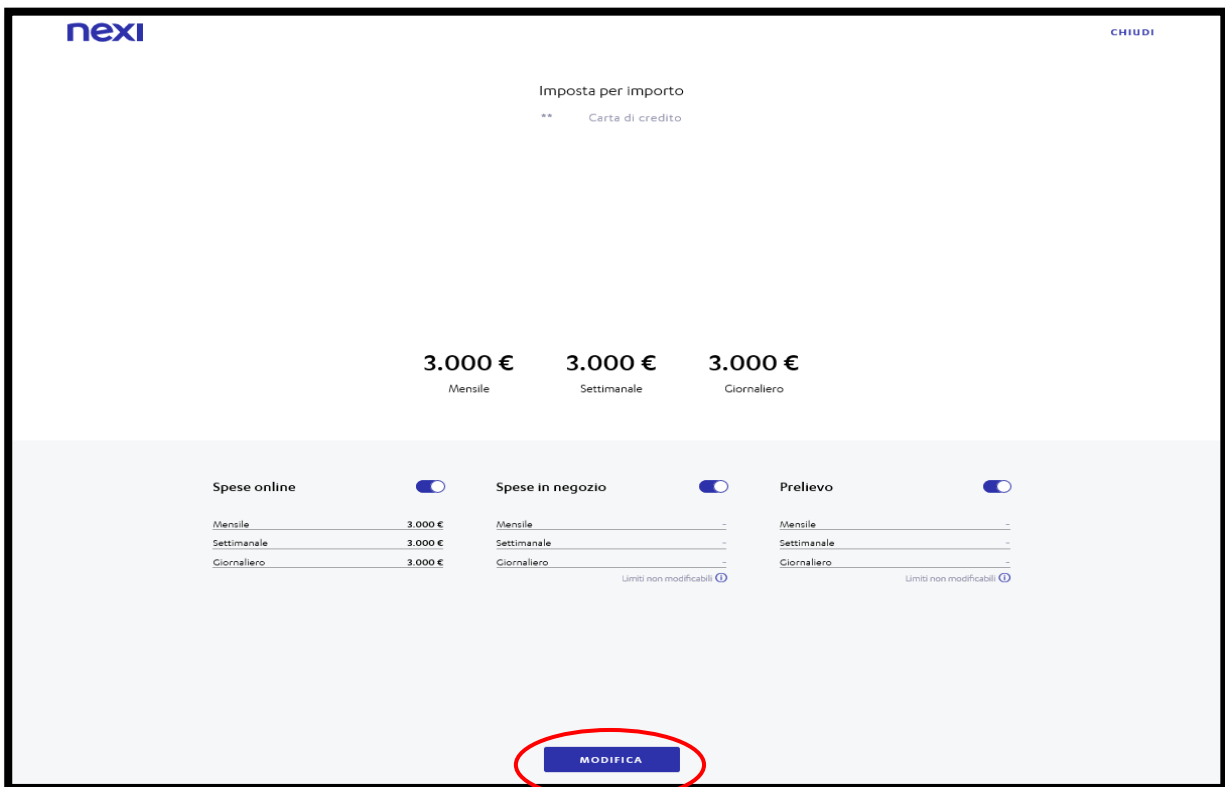 nexi
CHIUDI
Imposta per importo
** Carta di credito
3.000 € 3.000 € 3.000 €
Mensile Settimanale Giornaliero
Spese online Spese in negozio Prelievo
Mensile 3.000 € Mensile - Mensile -
Settimanale 3.000 € Settimanale - Settimanale -
Giornaliero 3.000 € Giornaliero - Giornaliero -
Limiti non modificabili Limiti non modificabili
MODIFICA